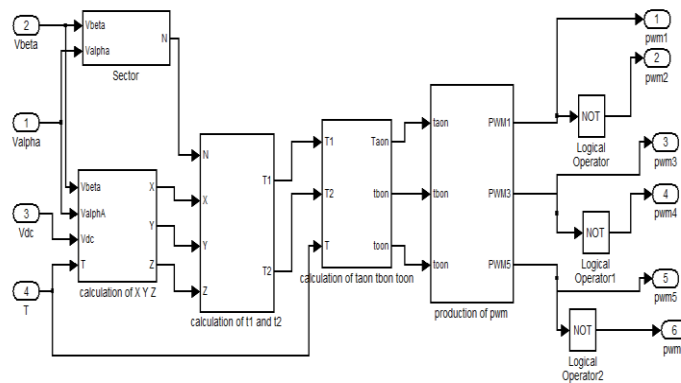 2
Vbeta
1
Valpha
3
Vdc
4
T
Vbeta
Valpha
N
Sector
Vbeta
ValphA
Vdc
T
X
Y
Z
calculation of X Y Z
N
X
Y
Z
T1
T2
calculation of t1 and t2
T1
T2
T
Taon
tbon
toon
calculation of taon tbon toon
taon
tbon
toon
PWM1
PWM3
PWM5
production of pwm
NOT
Logical
Operator
NOT
Logical
Operator1
NOT
Logical
Operator2
1
pwm1
2
pwm2
3
pwm3
4
pwm4
5
pwm5
6
pwm